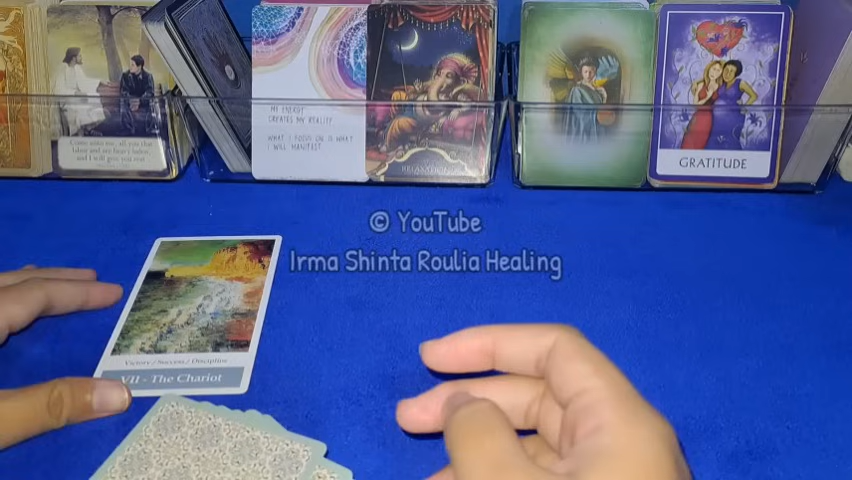 Come unto me, all you that
labor and are heavy laden,
and I will give you rest
MY ENERGY
CREATES MY REALITY
WHAT I FOCUS ON IS WHAT
I WILL MANIFEST
RELAXATION
GRATITUDE
© YouTube
Irma Shinta Roulia Healing
Victory / Success / Discipline
VII - The Chariot